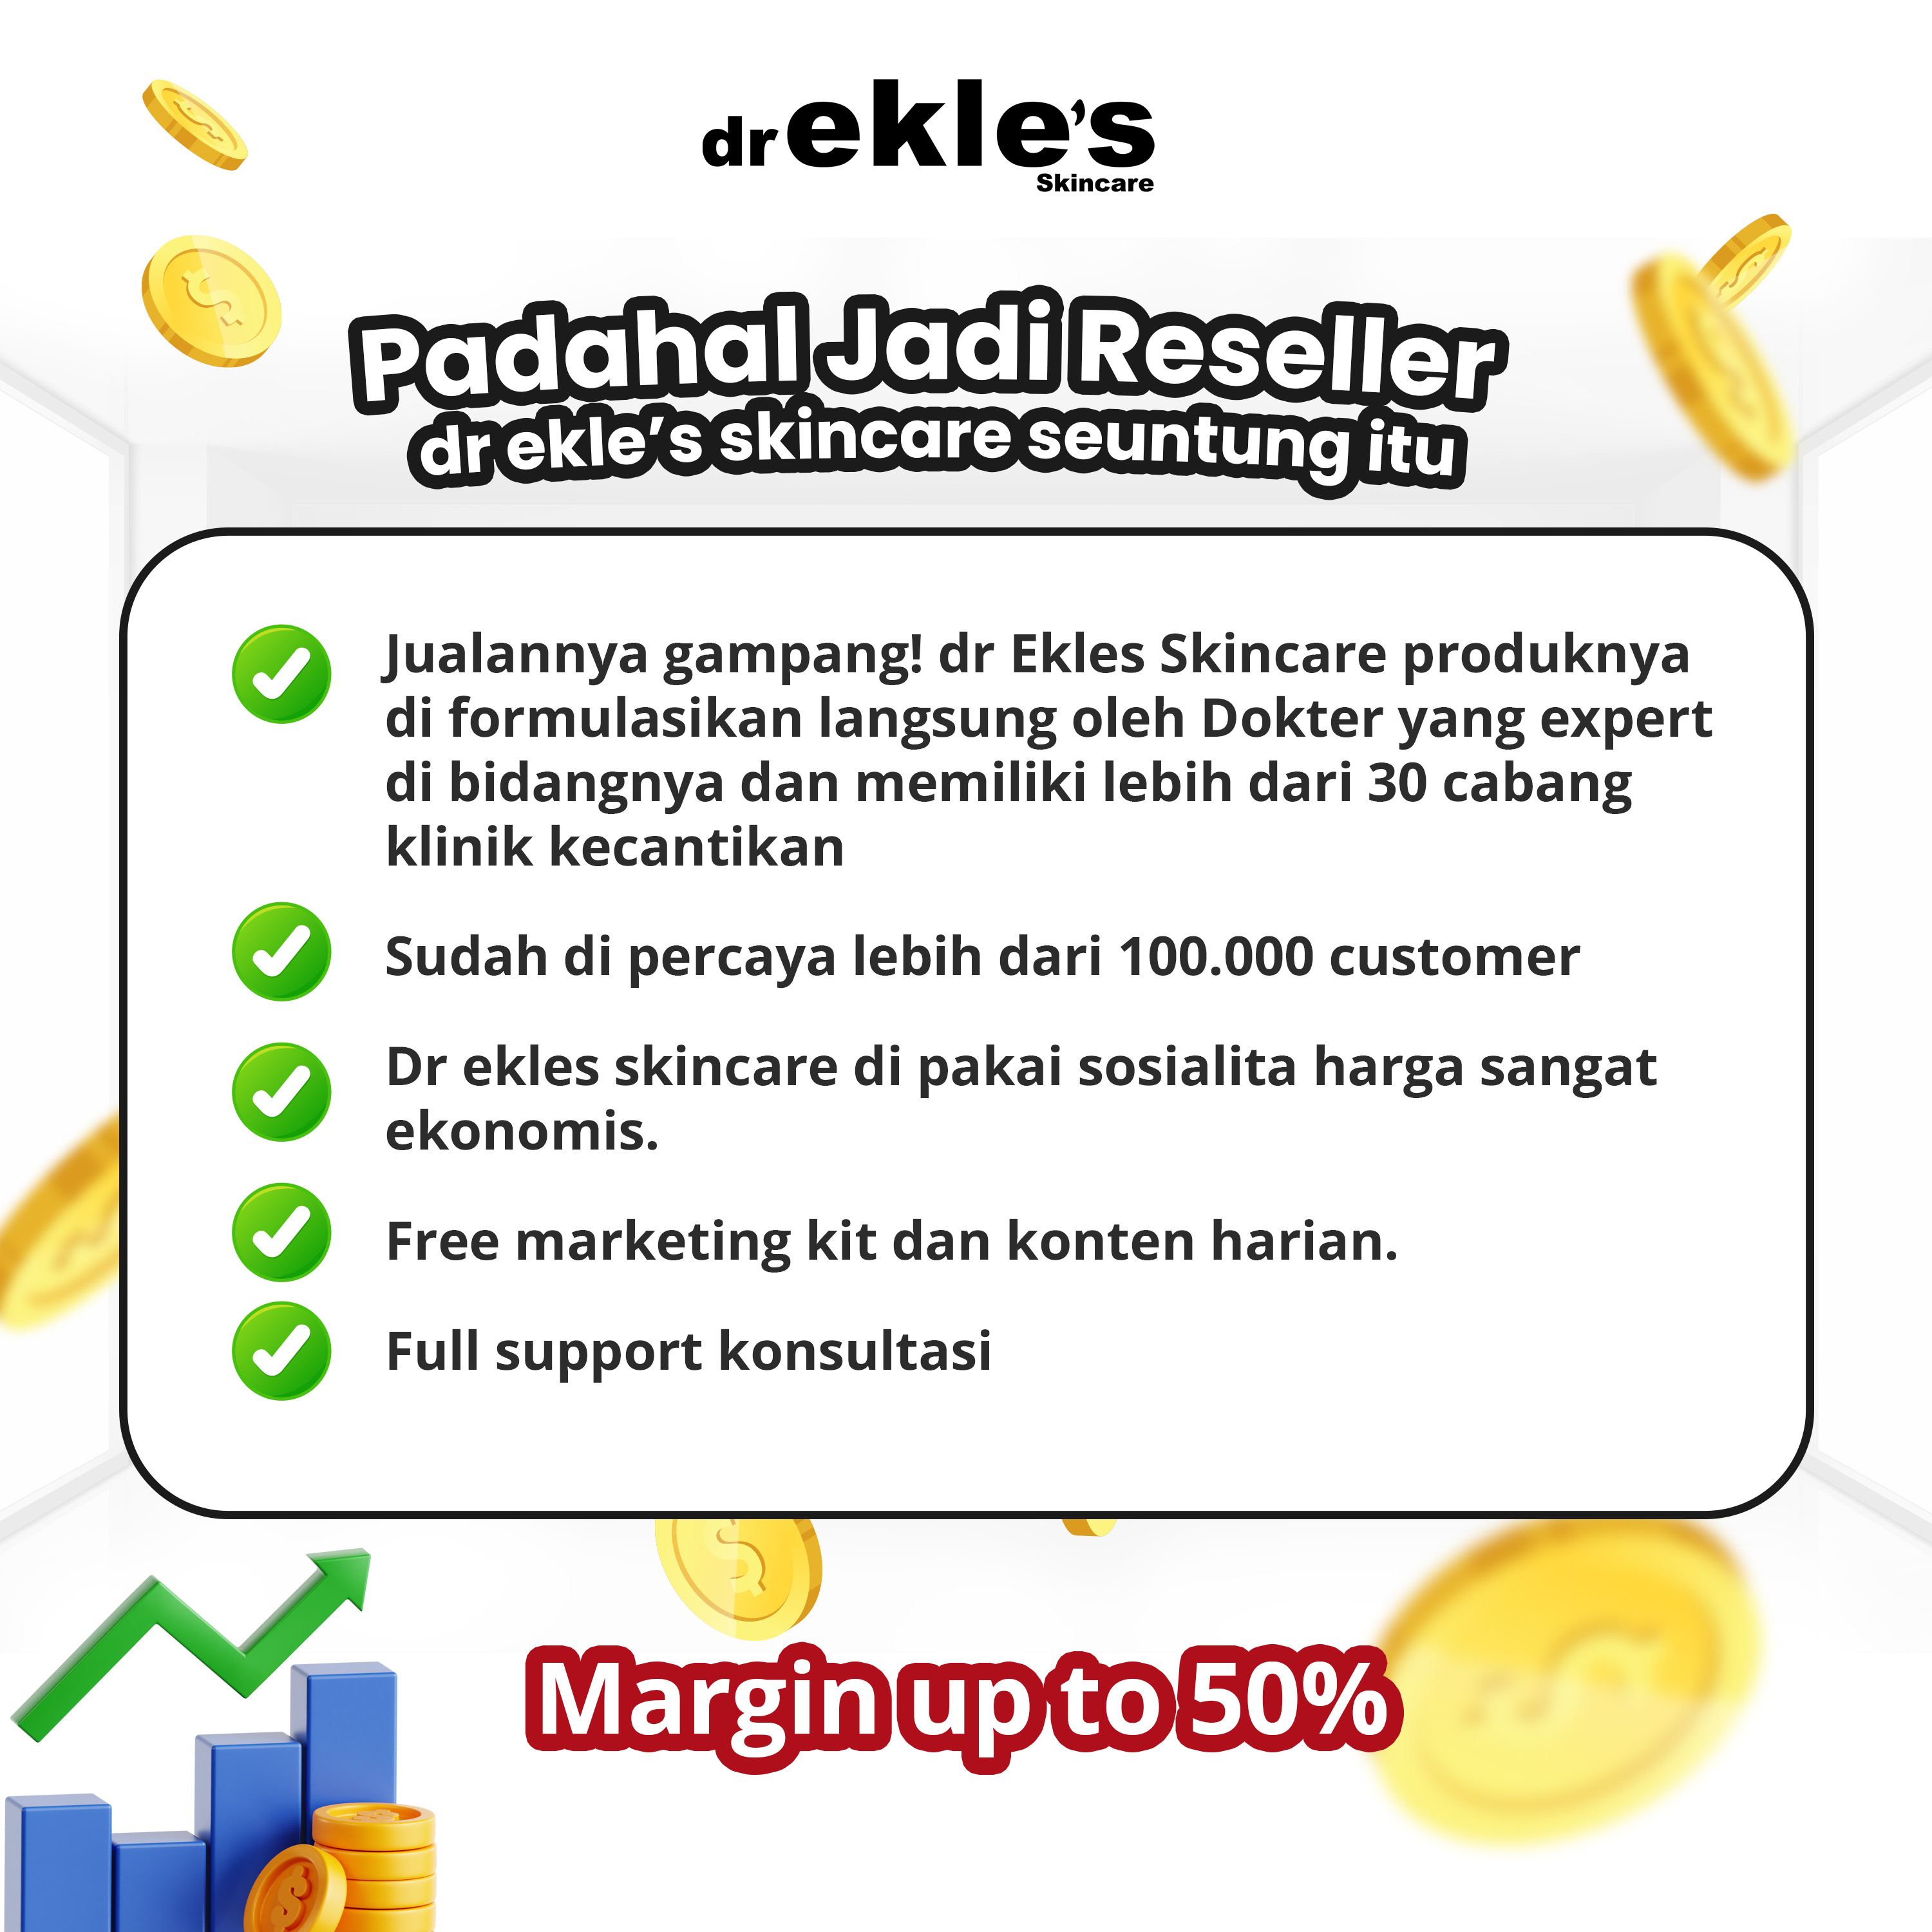 dr ekle's
Skincare
Padahal Jadi Reseller
dr ekle's skincare seuntung itu
Jualannya gampang! dr Ekles Skincare produknya
di formulasikan langsung oleh Dokter yang expert
di bidangnya dan memiliki lebih dari 30 cabang
klinik kecantikan
Sudah di percaya lebih dari 100.000 customer
Dr ekles skincare di pakai sosialita harga sangat
ekonomis.
Free marketing kit dan konten harian.
Full support konsultasi
Margin up to 50%